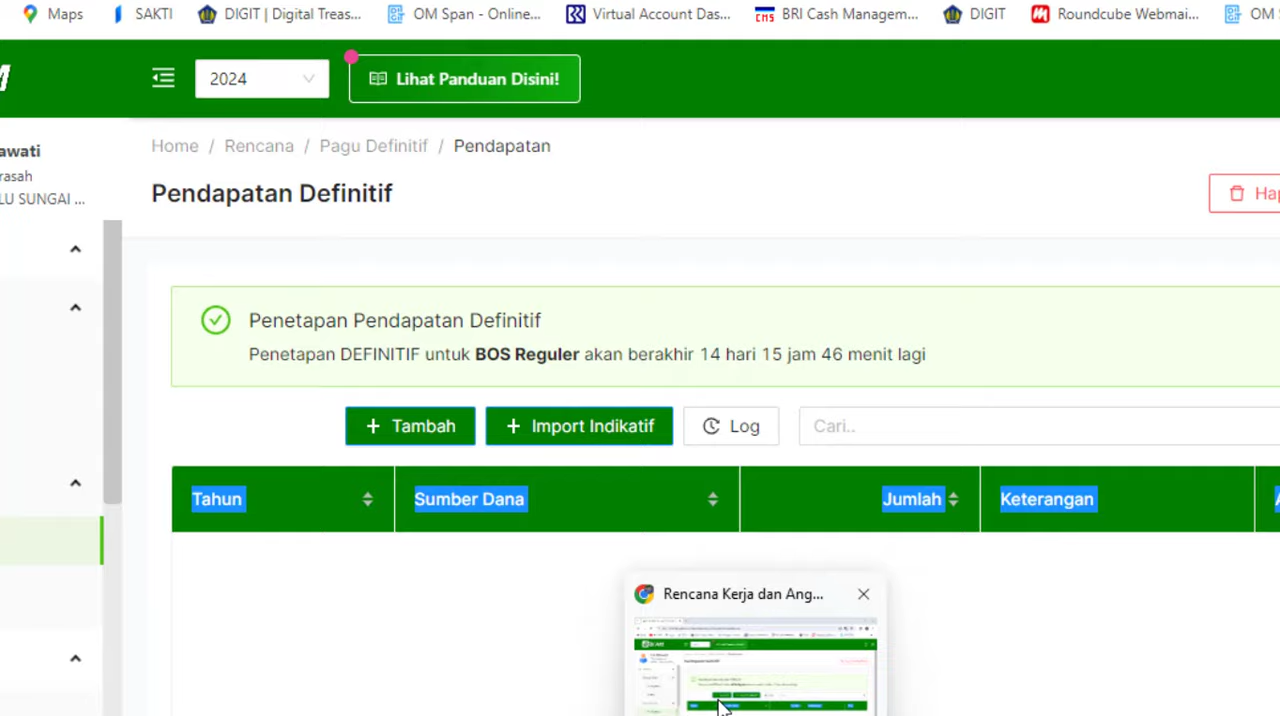 Maps SAKTI DIGIT | Digital Treas... OM Span - Online... Virtual Account Das... BRI Cash Managem... DIGIT Roundcube Webmai... OM S
2024 Lihat Panduan Disini!
awati
rasah
LU SUNGAI ...
Home / Rencana / Pagu Definitif / Pendapatan
Pendapatan Definitif
Hap
Penetapan Pendapatan Definitif
Penetapan DEFINITIF untuk BOS Reguler akan berakhir 14 hari 15 jam 46 menit lagi
+ Tambah + Import Indikatif Log Cari..
Tahun Sumber Dana Jumlah Keterangan A
Rencana Kerja dan Ang...